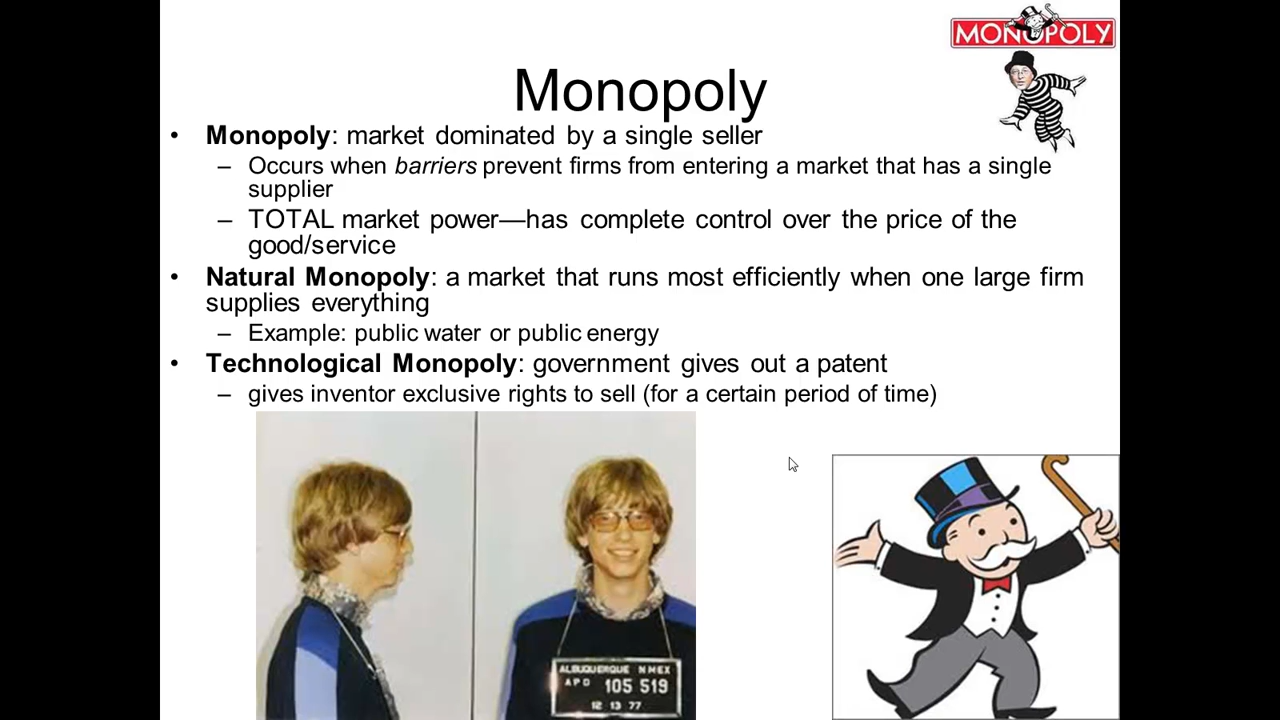 MONOPOLY
Monopoly
• Monopoly: market dominated by a single seller
– Occurs when barriers prevent firms from entering a market that has a single
supplier
– TOTAL market power—has complete control over the price of the
good/service
• Natural Monopoly: a market that runs most efficiently when one large firm
supplies everything
– Example: public water or public energy
• Technological Monopoly: government gives out a patent
– gives inventor exclusive rights to sell (for a certain period of time)
ALBUQUERQUE N MEX
APD 105 519
12 13 77